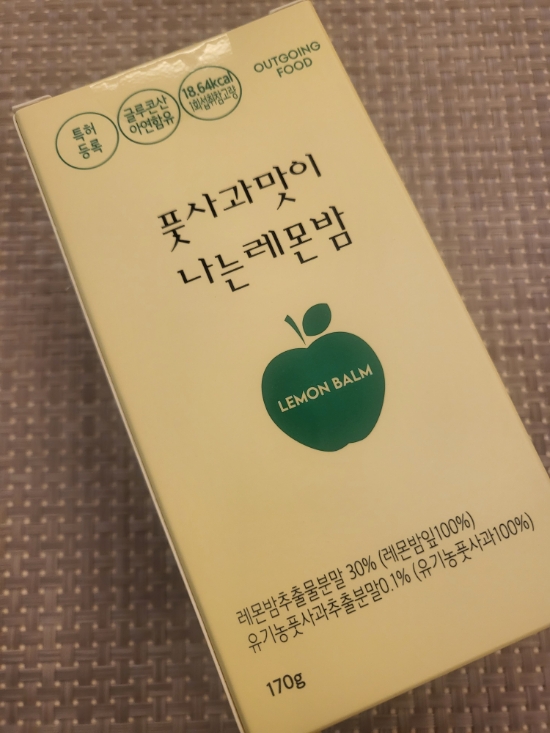 특허
등록
글루콘산
아연함유
18.64kcal
1회섭취참고량
OUTGOING
FOOD
풋사과맛이
나는레몬밤
LEMON BALM
레몬밤추출물분말 30% (레몬밤잎100%)
유기농풋사과추출분말0.1% (유기농풋사과100%)
170g